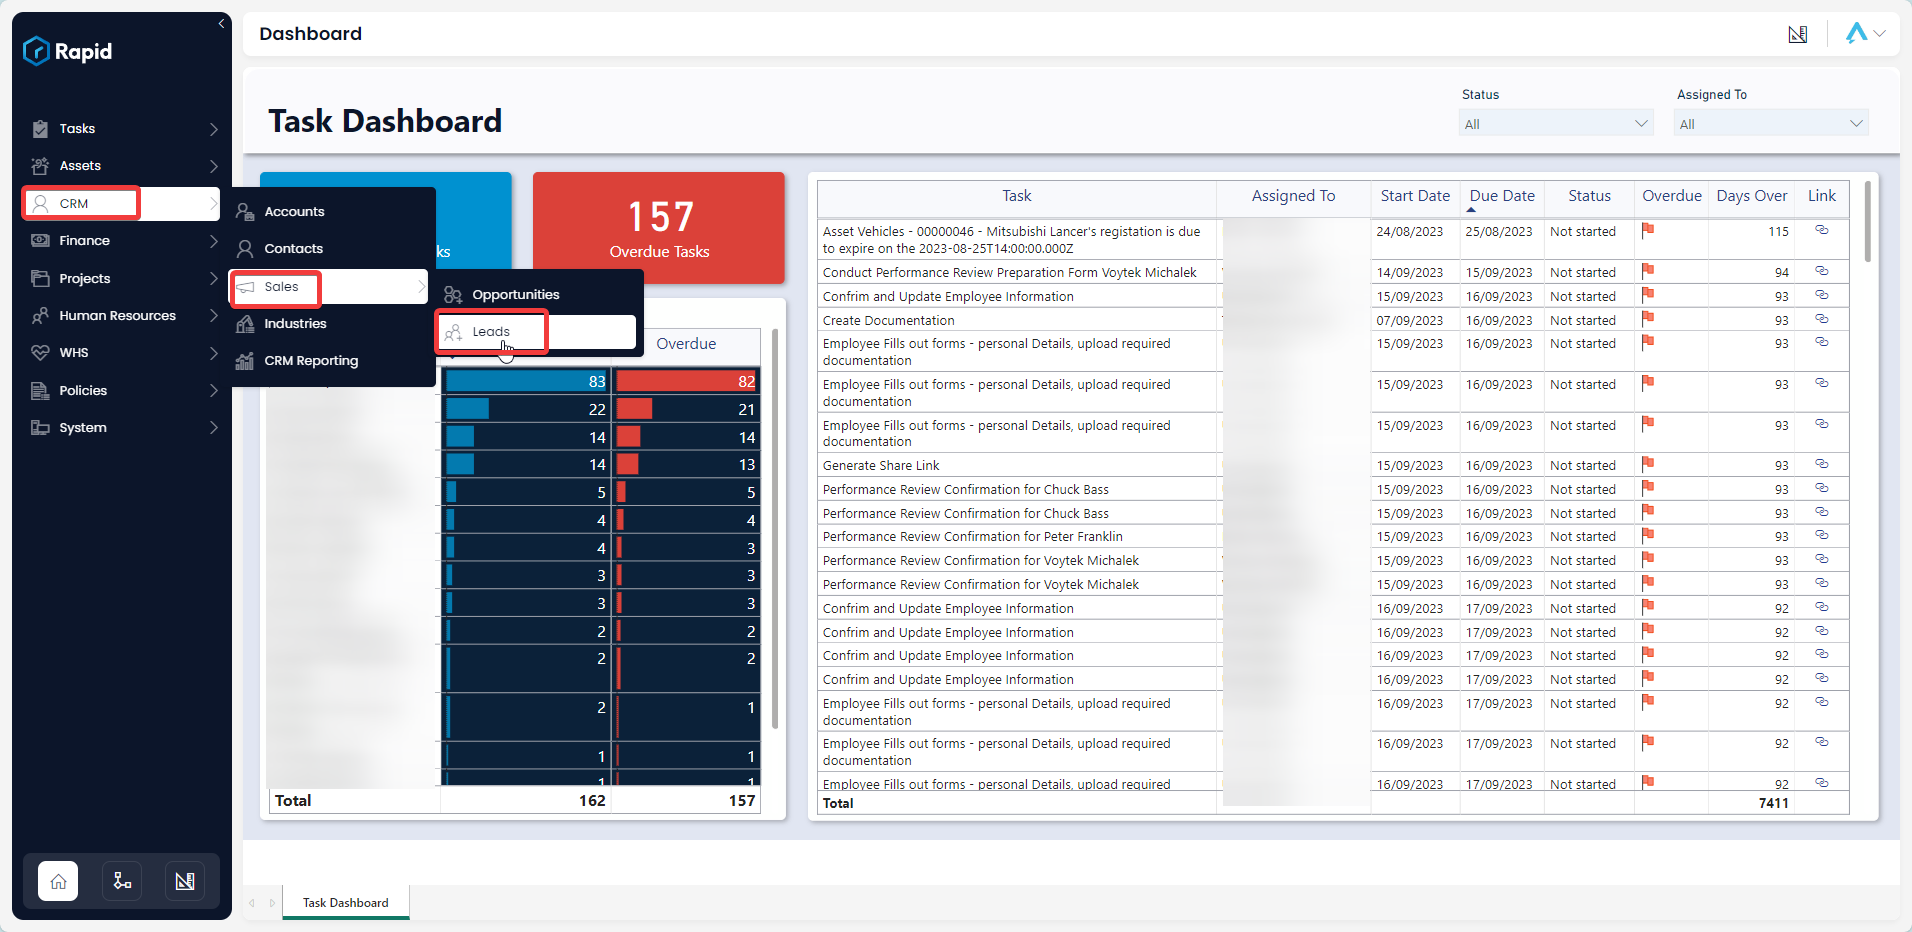 Rapid
Dashboard
Tasks
Assets
CRM
Finance
Projects
Human Resources
WHS
Policies
System
Accounts
Contacts
Sales
Industries
CRM Reporting
Opportunities
Leads
Task Dashboard
Status
All
Assigned To
All
157
Overdue Tasks
Overdue
83 82
22 21
14 14
14 13
5 5
4 4
4 3
3 3
3 3
2 2
2 2
2 1
1 1
1 1
Total 162 157
Task Assigned To Start Date Due Date Status Overdue Days Over Link
Asset Vehicles - 00000046 - Mitsubishi Lancer's registation is due 24/08/2023 25/08/2023 Not started 115
to expire on the 2023-08-25T14:00:00.000Z
Conduct Performance Review Preparation Form Voytek Michalek 14/09/2023 15/09/2023 Not started 94
Confrim and Update Employee Information 15/09/2023 16/09/2023 Not started 93
Create Documentation 07/09/2023 16/09/2023 Not started 93
Employee Fills out forms - personal Details, upload required 15/09/2023 16/09/2023 Not started 93
documentation
Employee Fills out forms - personal Details, upload required 15/09/2023 16/09/2023 Not started 93
documentation
Employee Fills out forms - personal Details, upload required 15/09/2023 16/09/2023 Not started 93
documentation
Generate Share Link 15/09/2023 16/09/2023 Not started 93
Performance Review Confirmation for Chuck Bass 15/09/2023 16/09/2023 Not started 93
Performance Review Confirmation for Chuck Bass 15/09/2023 16/09/2023 Not started 93
Performance Review Confirmation for Peter Franklin 15/09/2023 16/09/2023 Not started 93
Performance Review Confirmation for Voytek Michalek 15/09/2023 16/09/2023 Not started 93
Performance Review Confirmation for Voytek Michalek 15/09/2023 16/09/2023 Not started 93
Confrim and Update Employee Information 16/09/2023 17/09/2023 Not started 92
Confrim and Update Employee Information 16/09/2023 17/09/2023 Not started 92
Confrim and Update Employee Information 16/09/2023 17/09/2023 Not started 92
Confrim and Update Employee Information 16/09/2023 17/09/2023 Not started 92
Employee Fills out forms - personal Details, upload required 16/09/2023 17/09/2023 Not started 92
documentation
Employee Fills out forms - personal Details, upload required 16/09/2023 17/09/2023 Not started 92
documentation
Employee Fills out forms - personal Details, upload required 16/09/2023 17/09/2023 Not started 92
Total 7411
Task Dashboard